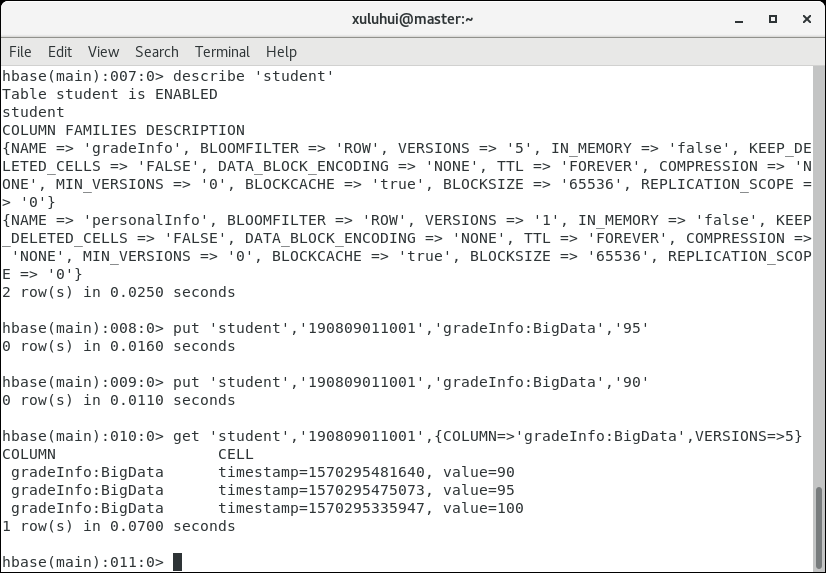 xuluhui@master:~
File Edit View Search Terminal Help
hbase(main):007:0> describe 'student'
Table student is ENABLED
student
COLUMN FAMILIES DESCRIPTION
{NAME => 'gradeInfo', BLOOMFILTER => 'ROW', VERSIONS => '5', IN_MEMORY => 'false', KEEP_DE
LETED_CELLS => 'FALSE', DATA_BLOCK_ENCODING => 'NONE', TTL => 'FOREVER', COMPRESSION => 'N
ONE', MIN_VERSIONS => '0', BLOCKCACHE => 'true', BLOCKSIZE => '65536', REPLICATION_SCOPE =
> '0'}
{NAME => 'personalInfo', BLOOMFILTER => 'ROW', VERSIONS => '1', IN_MEMORY => 'false', KEEP
_DELETED_CELLS => 'FALSE', DATA_BLOCK_ENCODING => 'NONE', TTL => 'FOREVER', COMPRESSION =>
 'NONE', MIN_VERSIONS => '0', BLOCKCACHE => 'true', BLOCKSIZE => '65536', REPLICATION_SCOP
E => '0'}
2 row(s) in 0.0250 seconds
hbase(main):008:0> put 'student','190809011001','gradeInfo:BigData','95'
0 row(s) in 0.0160 seconds
hbase(main):009:0> put 'student','190809011001','gradeInfo:BigData','90'
0 row(s) in 0.0110 seconds
hbase(main):010:0> get 'student','190809011001',{COLUMN=>'gradeInfo:BigData',VERSIONS=>5}
COLUMN CELL
gradeInfo:BigData timestamp=1570295481640, value=90
gradeInfo:BigData timestamp=1570295475073, value=95
gradeInfo:BigData timestamp=1570295335947, value=100
1 row(s) in 0.0700 seconds
hbase(main):011:0>